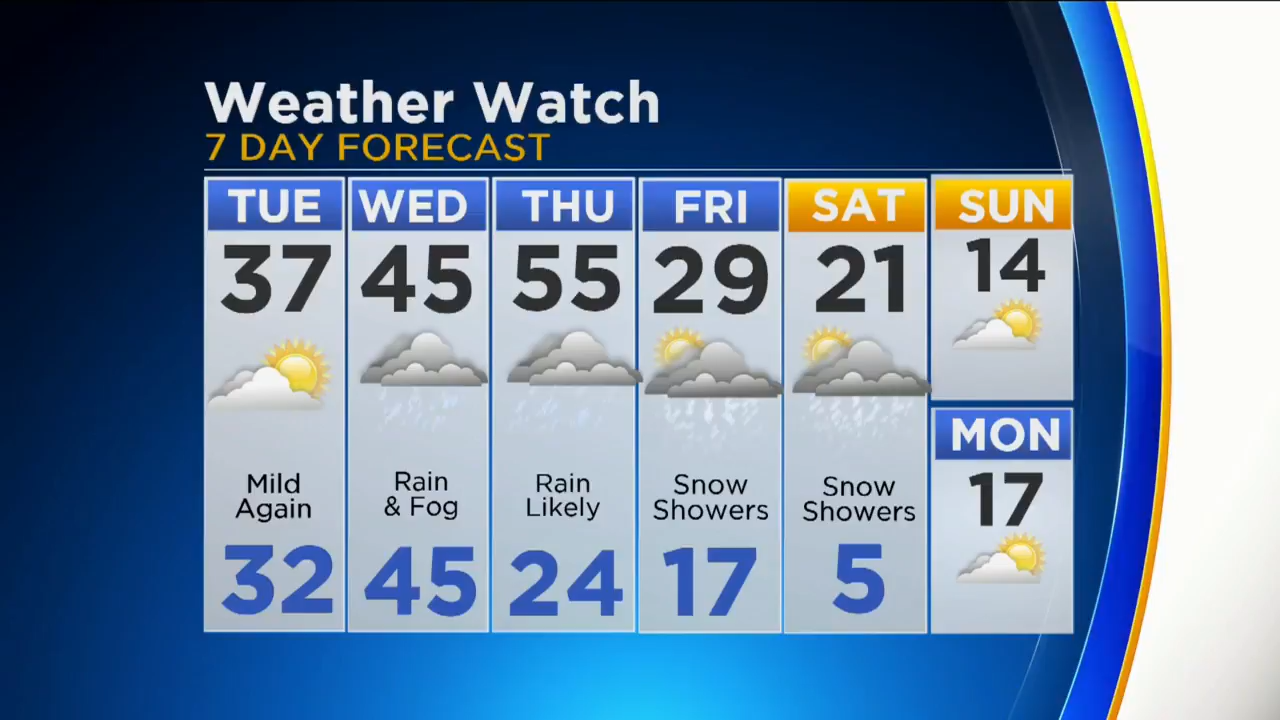 Weather Watch
7 DAY FORECAST
TUE
37
Mild
Again
32
WED
45
Rain
& Fog
45
THU
55
Rain
Likely
24
FRI
29
Snow
Showers
17
SAT
21
Snow
Showers
5
SUN
14
MON
17